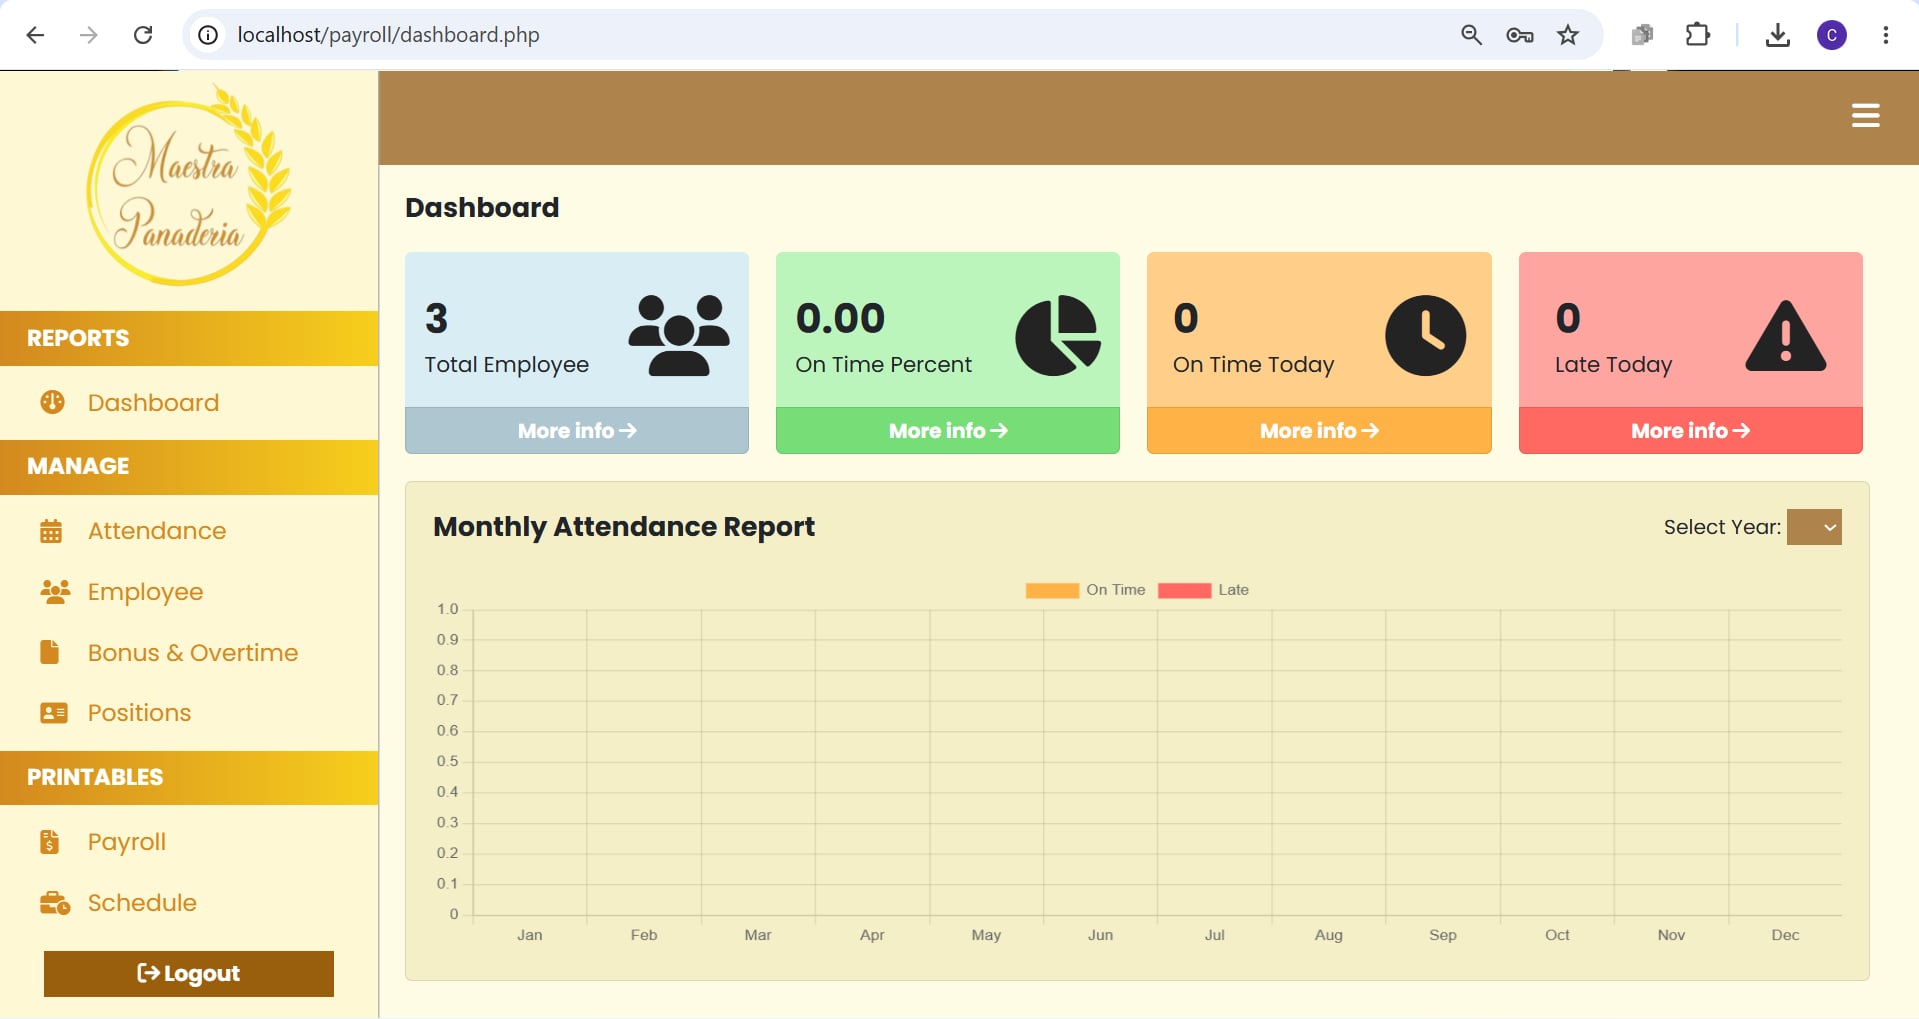 localhost/payroll/dashboard.php
C
Maestra
Panaderia
REPORTS
Dashboard
MANAGE
Attendance
Employee
Bonus & Overtime
Positions
PRINTABLES
Payroll
Schedule
Logout
Dashboard
3
Total Employee
More info
0.00
On Time Percent
More info
0
On Time Today
More info
0
Late Today
More info
Monthly Attendance Report
Select Year:
On Time Late
1.0
0.9
0.8
0.7
0.6
0.5
0.4
0.3
0.2
0.1
0
Jan Feb Mar Apr May Jun Jul Aug Sep Oct Nov Dec